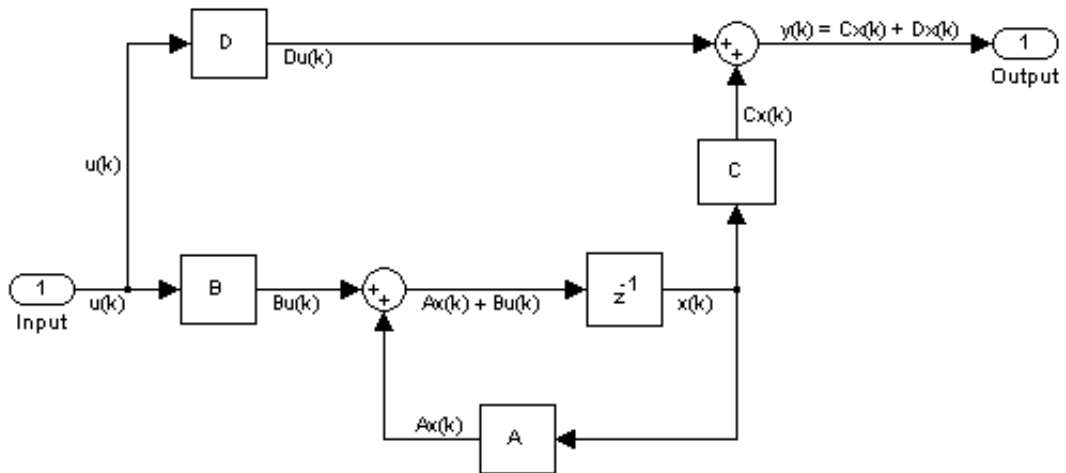 D
Du(k)
+
+
y(k) = Cx(k) + Dx(k)
1
Output
Cx(k)
u(k)
C
1
Input
u(k)
B
Bu(k)
+
+
Ax(k) + Bu(k)
z-1
x(k)
Ax(k)
A